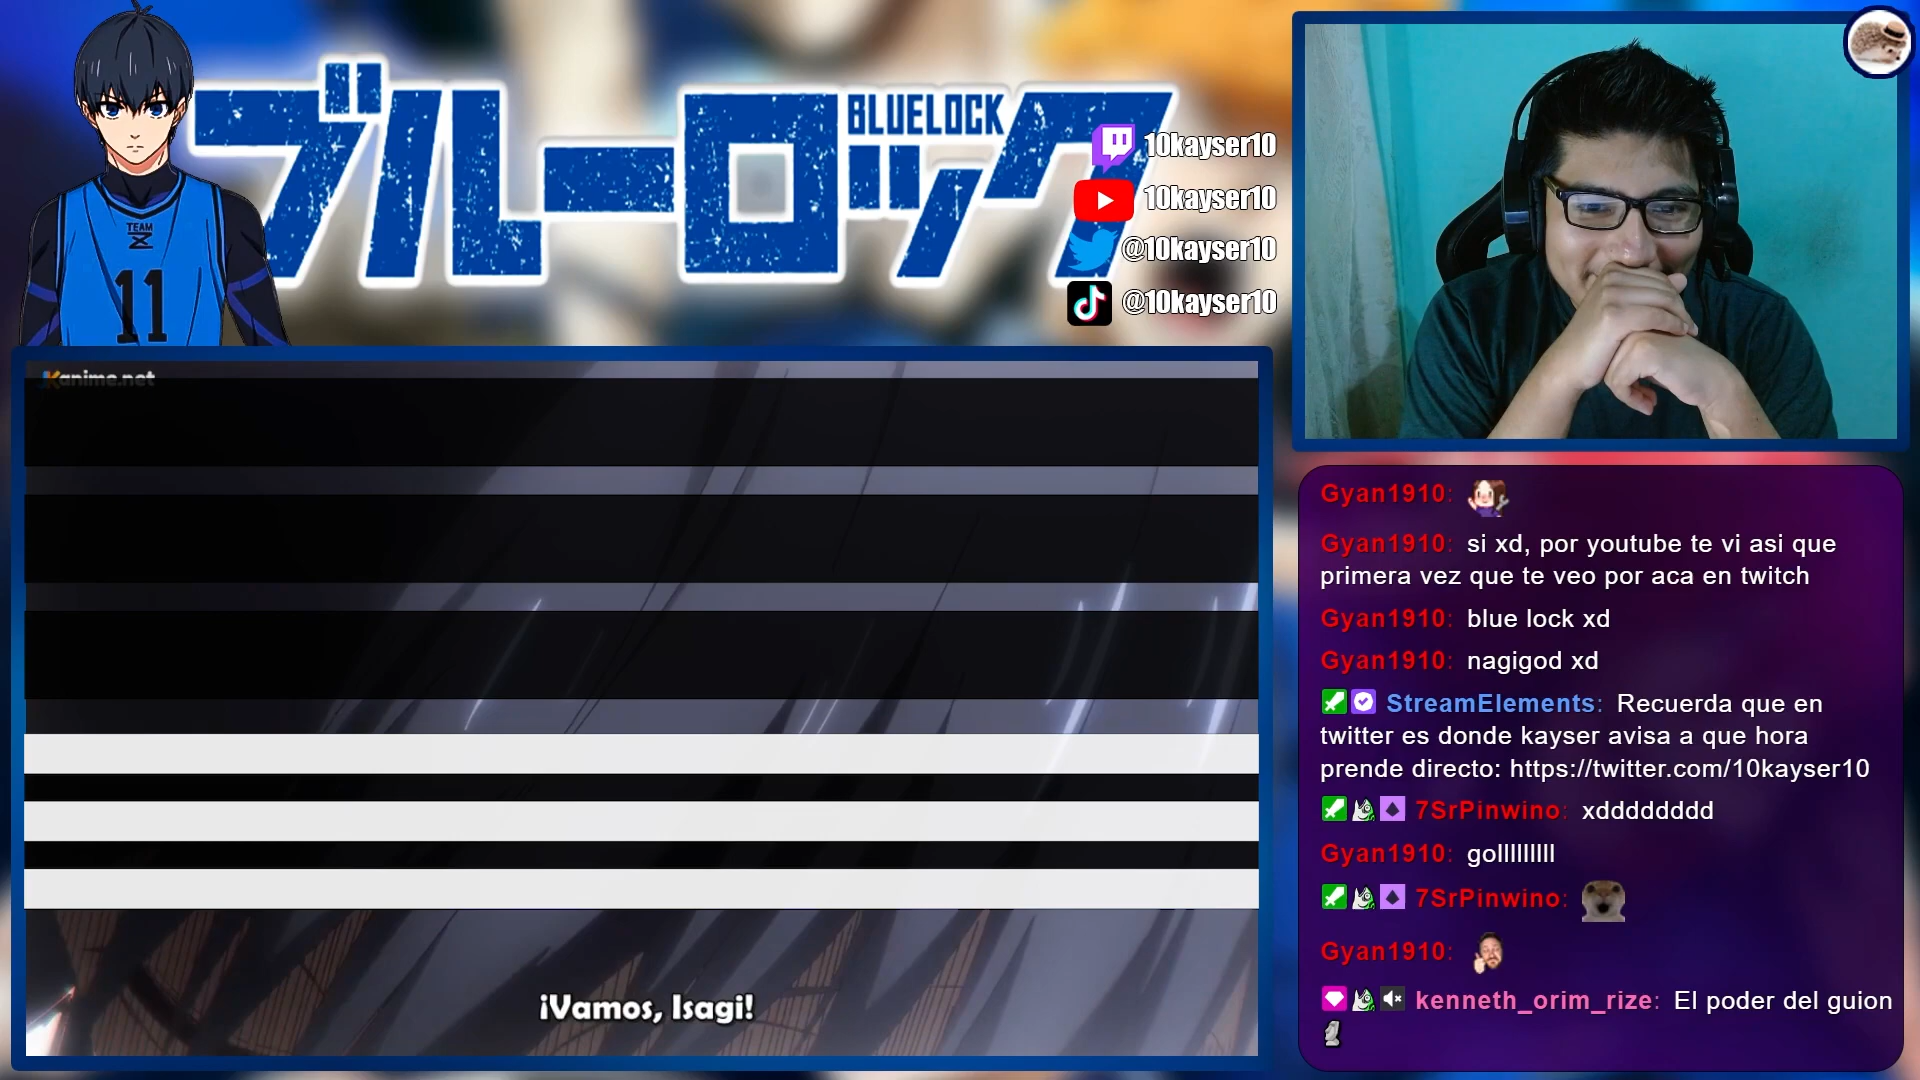 ブルーロック
BLUELOCK
TEAM
Z
11
10kayser10
10kayser10
@10kayser10
@10kayser10
Kanime.net
¡Vamos, Isagi!
Gyan1910:
Gyan1910: si xd, por youtube te vi asi que
primera vez que te veo por aca en twitch
Gyan1910: blue lock xd
Gyan1910: nagigod xd
StreamElements: Recuerda que en
twitter es donde kayser avisa a que hora
prende directo: https://twitter.com/10kayser10
7SrPinwino: xdddddddd
Gyan1910: golllllllll
7SrPinwino:
Gyan1910:
kenneth_orim_rize: El poder del guion